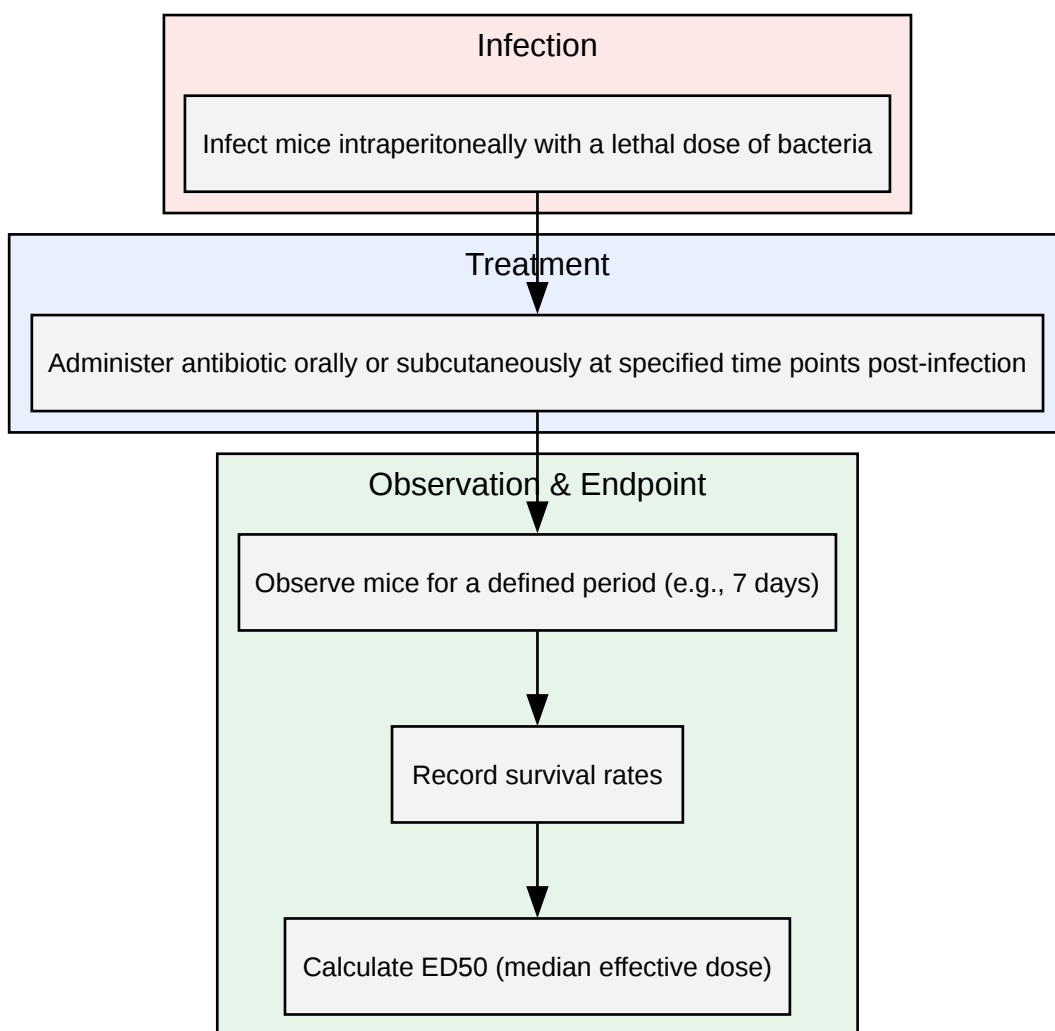 Infection
Infect mice intraperitoneally with a lethal dose of bacteria
Treatment
Administer antibiotic orally or subcutaneously at specified time points post-infection
Observation & Endpoint
Observe mice for a defined period (e.g., 7 days)
Record survival rates
Calculate ED50 (median effective dose)